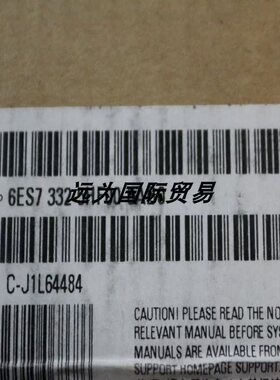 6ES7 332-
远为国际贸易
C-J1L64484
CAUTION! PLEASE READ THE NO
RELEVANT MANUAL BEFORE SYS
MANUALS ARE AVAILABLE FROM
SUPPORT HOMEPAGE SUPPORT